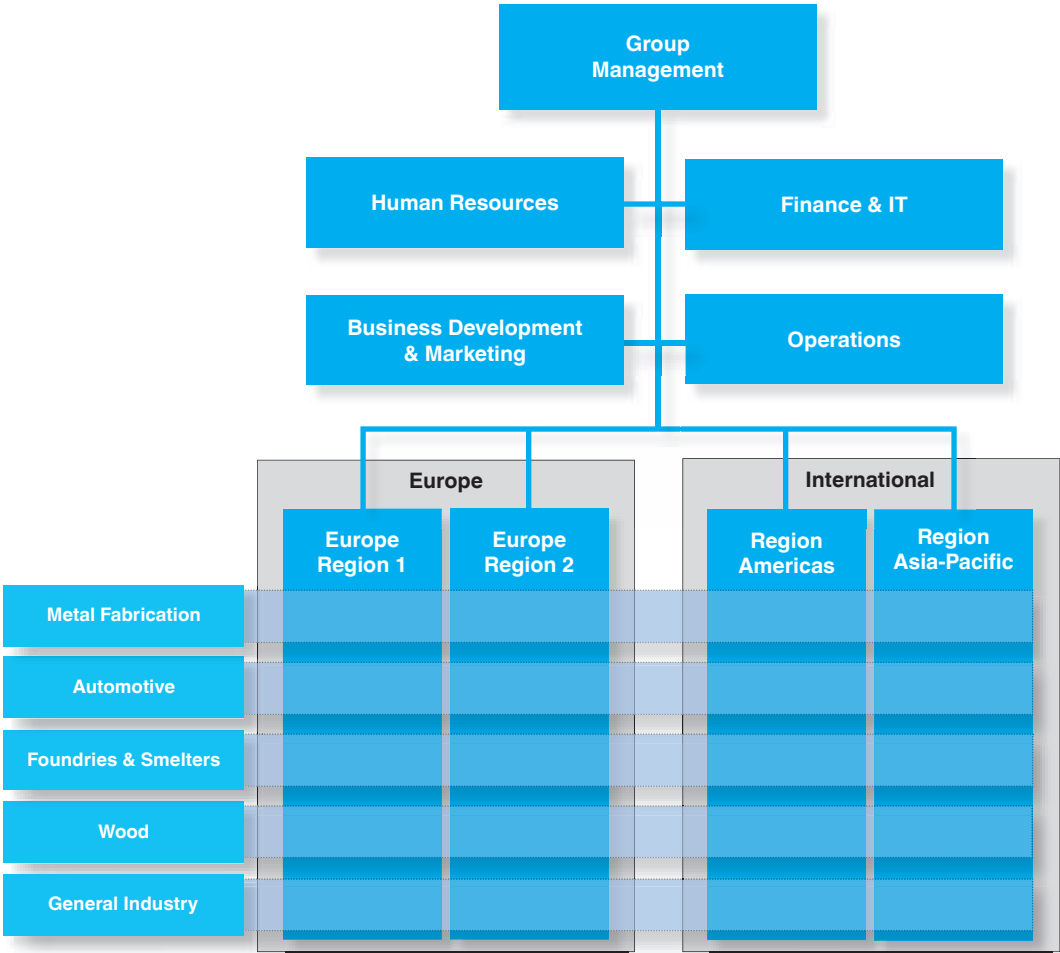 Group
Management
Human Resources
Finance & IT
Business Development
& Marketing
Operations
Europe
International
Europe
Region 1
Europe
Region 2
Region
Americas
Region
Asia-Pacific
Metal Fabrication
Automotive
Foundries & Smelters
Wood
General Industry